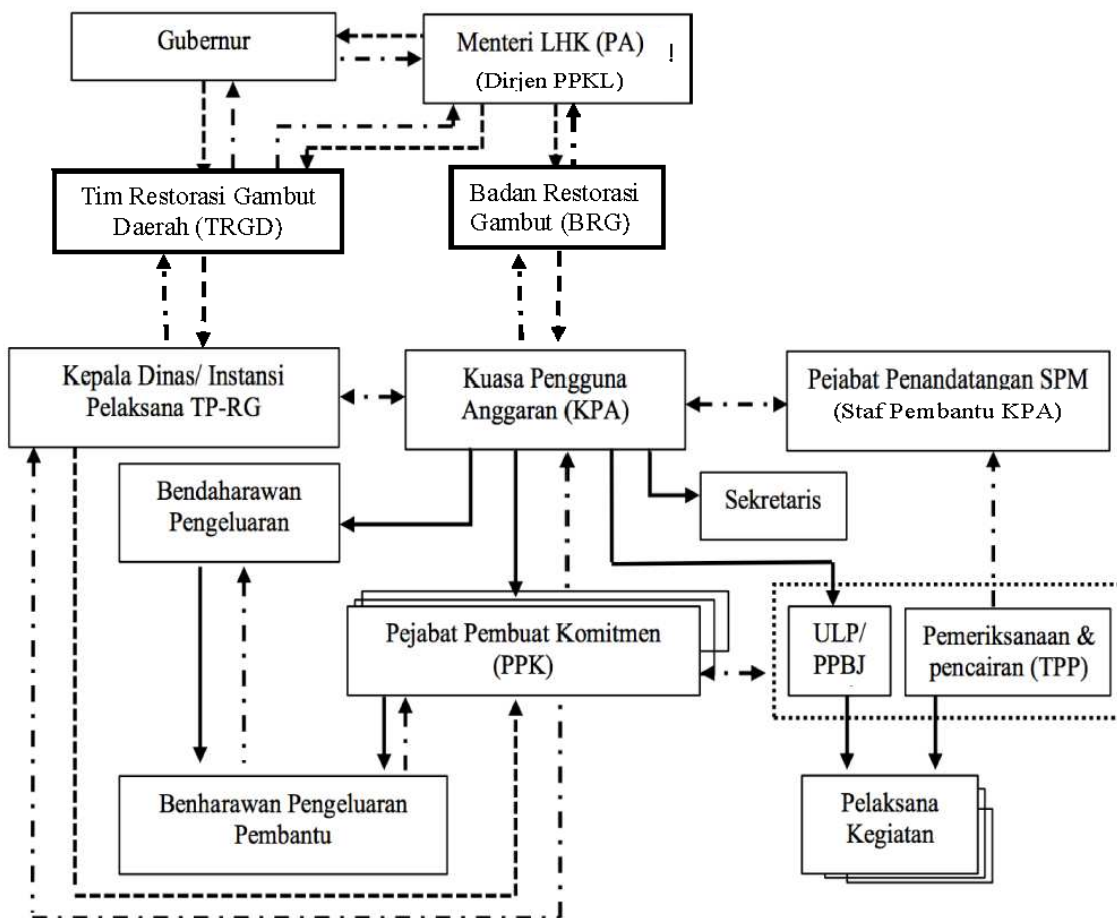 Gubernur
Menteri LHK (PA) !
(Dirjen PPKL)
Tim Restorasi Gambut
Daerah (TRGD)
Badan Restorasi
Gambut (BRG)
Kepala Dinas/ Instansi
Pelaksana TP-RG
Kuasa Pengguna
Anggaran (KPA)
Pejabat Penandatangan SPM
(Staf Pembantu KPA)
Bendaharawan
Pengeluaran
Sekretaris
Pejabat Pembuat Komitmen
(PPK)
ULP/
PPBJ
Pemeriksanaan &
pencairan (TPP)
Benharawan Pengeluaran
Pembantu
Pelaksana
Kegiatan